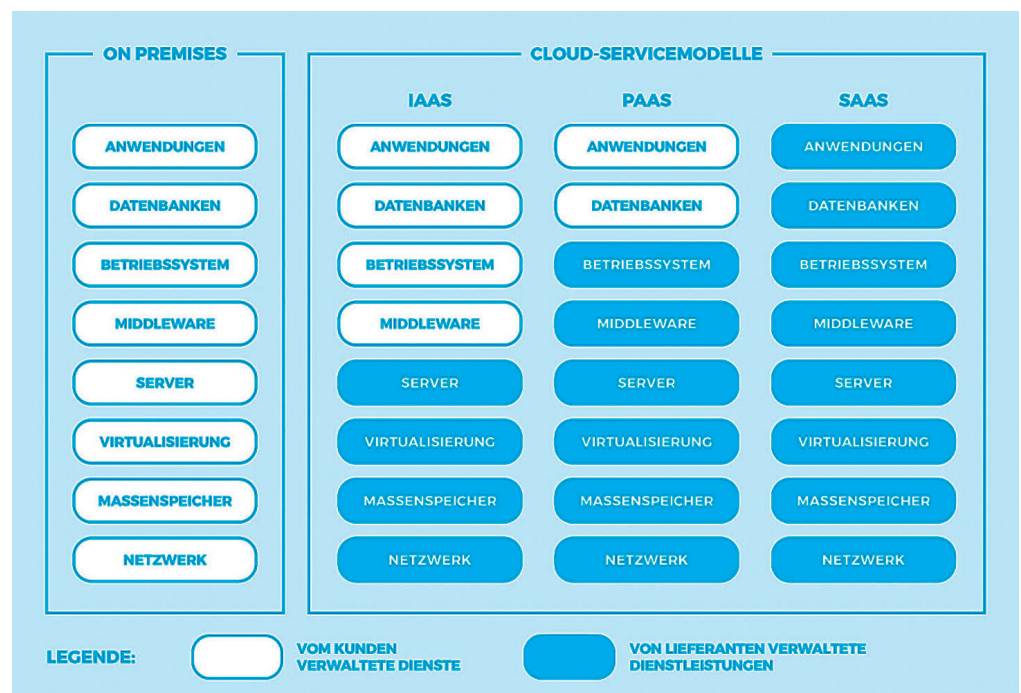 ON PREMISES
CLOUD-SERVICEMODELLE
IAAS PAAS SAAS
ANWENDUNGEN ANWENDUNGEN ANWENDUNGEN ANWENDUNGEN
DATENBANKEN DATENBANKEN DATENBANKEN DATENBANKEN
BETRIEBSSYSTEM BETRIEBSSYSTEM BETRIEBSSYSTEM BETRIEBSSYSTEM
MIDDLEWARE MIDDLEWARE MIDDLEWARE MIDDLEWARE
SERVER SERVER SERVER SERVER
VIRTUALISIERUNG VIRTUALISIERUNG VIRTUALISIERUNG VIRTUALISIERUNG
MASSENSPEICHER MASSENSPEICHER MASSENSPEICHER MASSENSPEICHER
NETZWERK NETZWERK NETZWERK NETZWERK
LEGENDE:
VOM KUNDEN
VERWALTETE DIENSTE
VON LIEFERANTEN VERWALTETE
DIENSTLEISTUNGEN